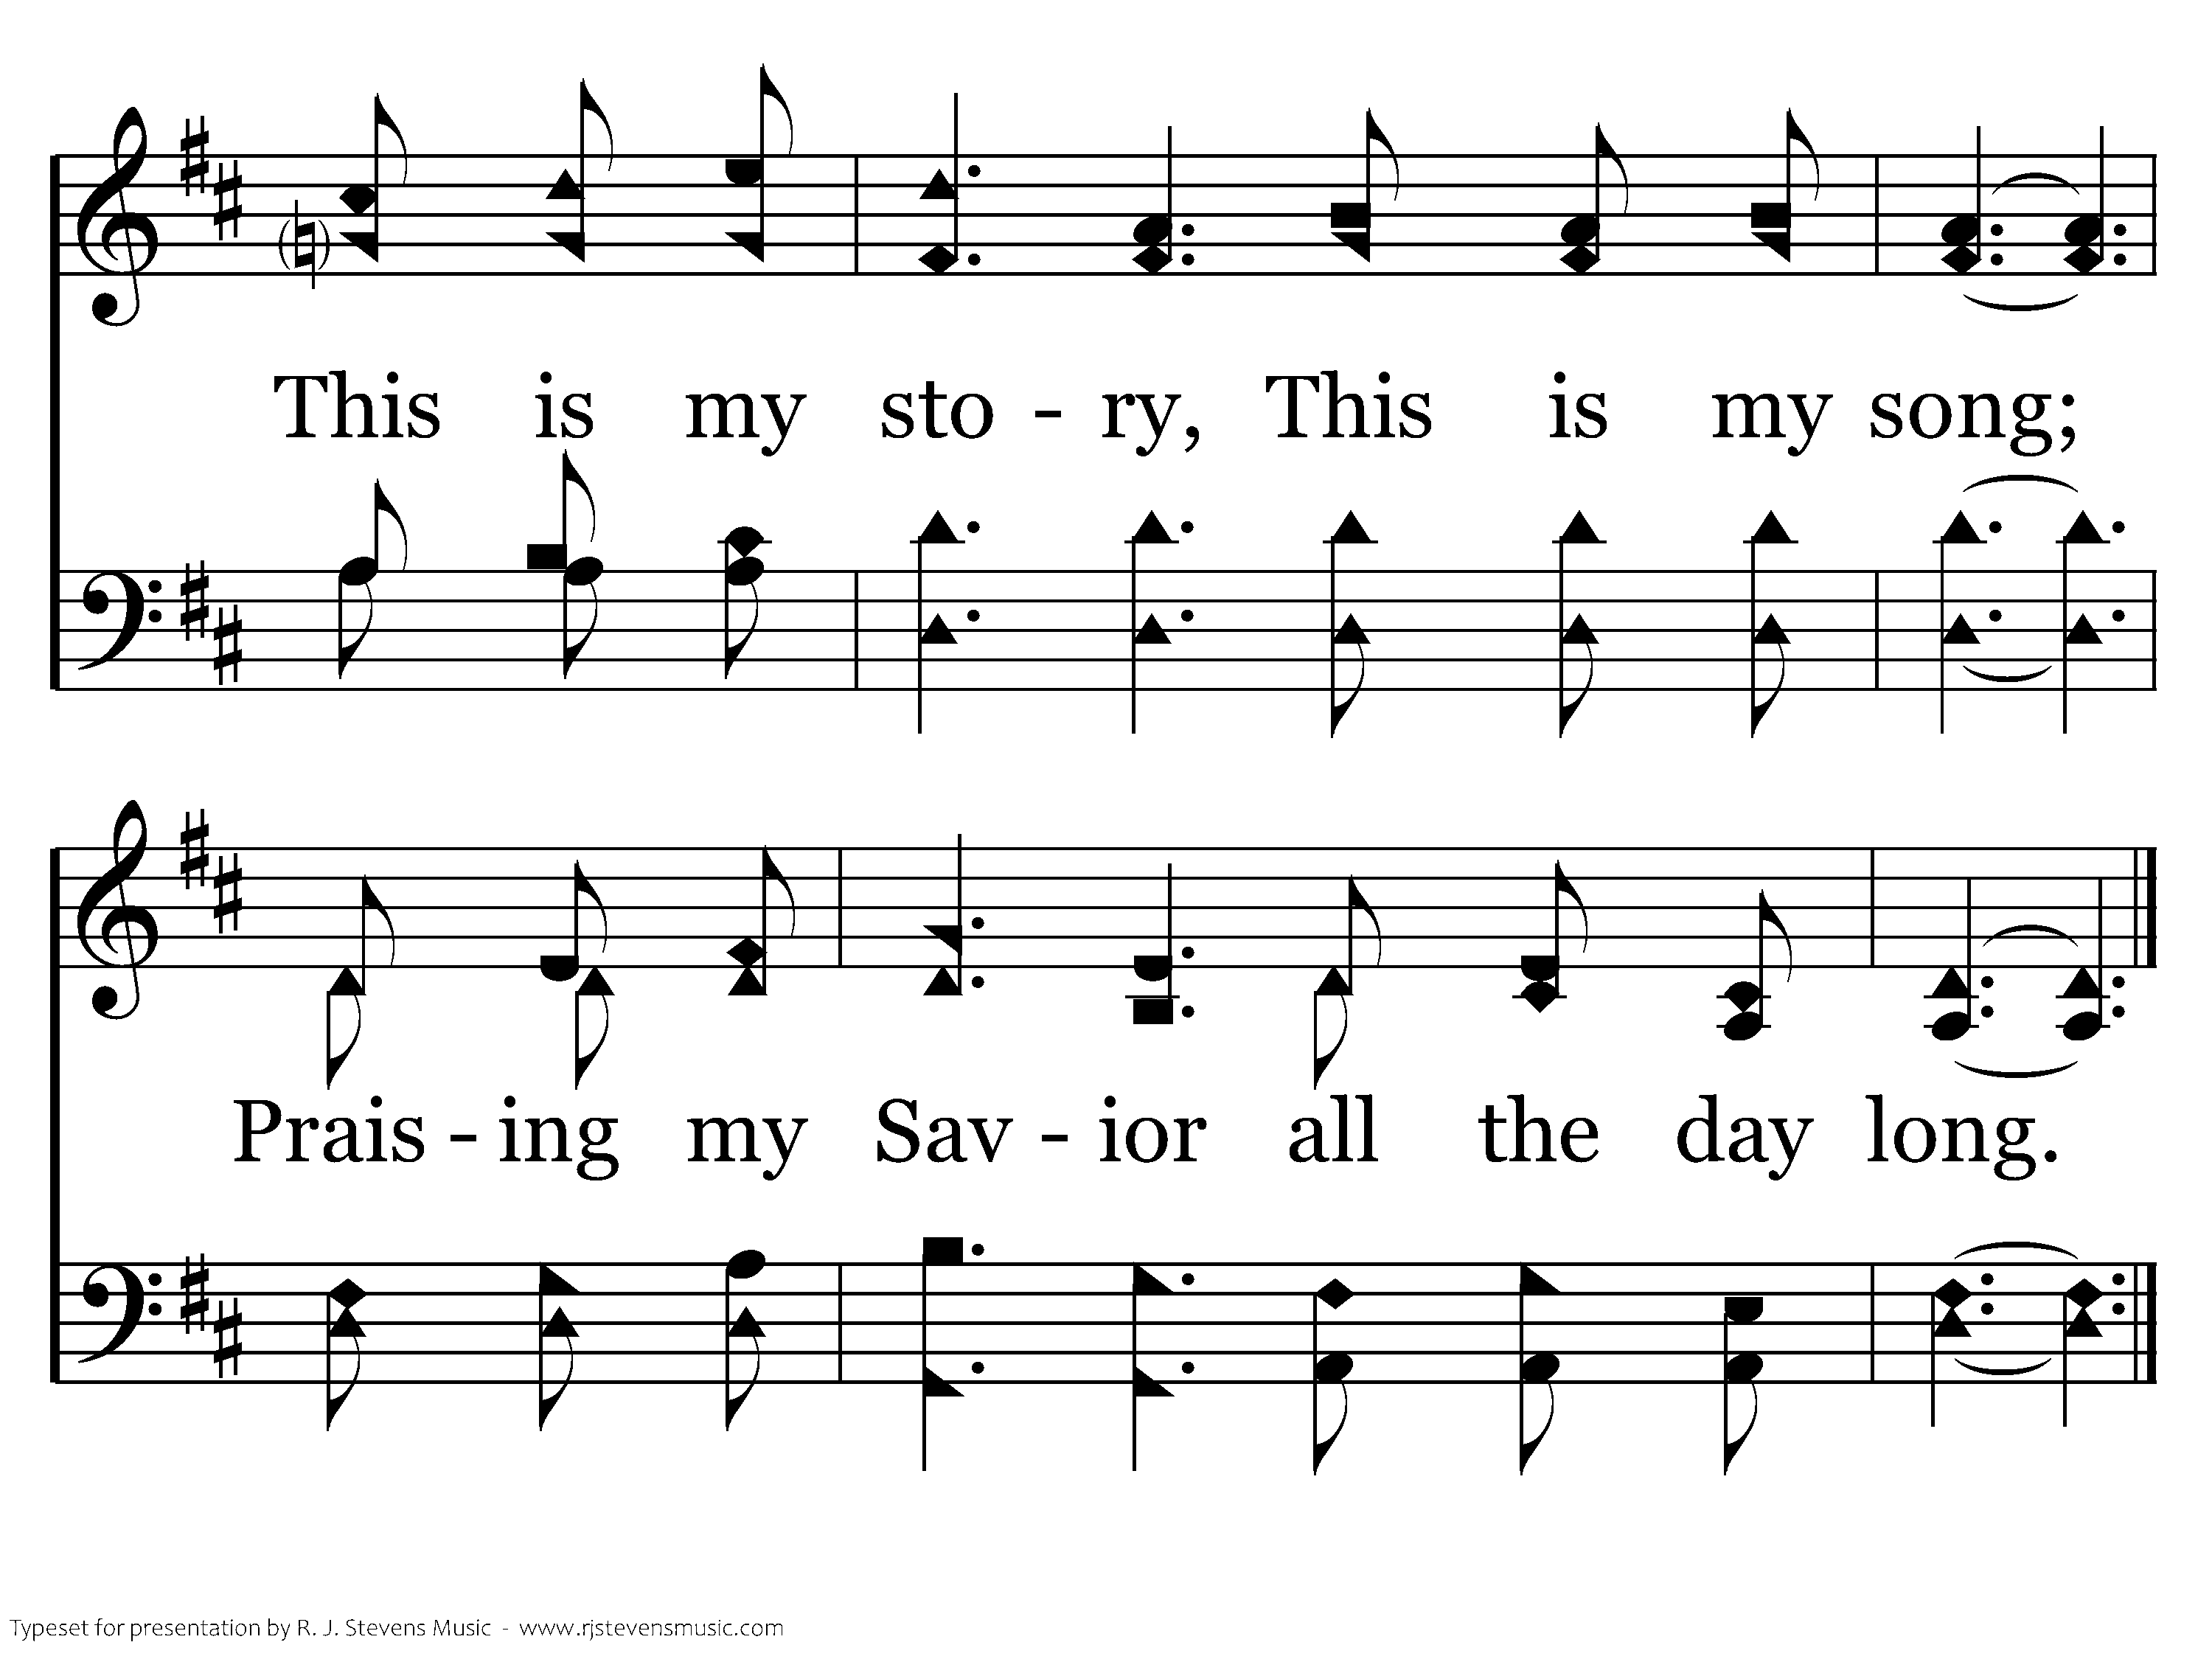 This is my sto - ry, This is my song;
Prais - ing my Sav - ior all the day long.
Typeset for presentation by R. J. Stevens Music - www.rjstevensmusic.com